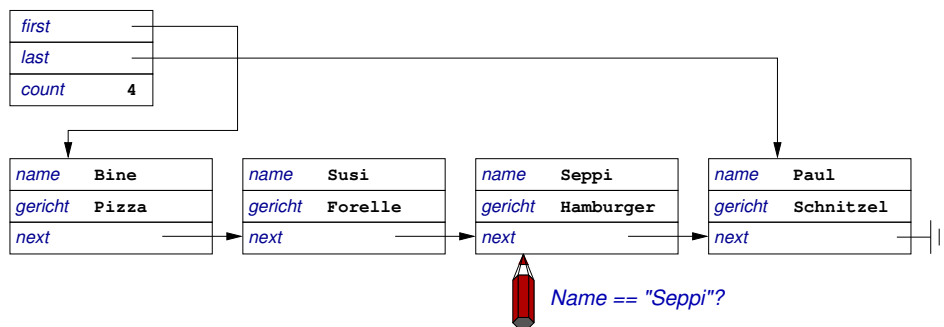 first
last
count 4
name Bine name Susi name Seppi name Paul
gericht Pizza gericht Forelle gericht Hamburger gericht Schnitzel
next next next next
Name == "Seppi"?